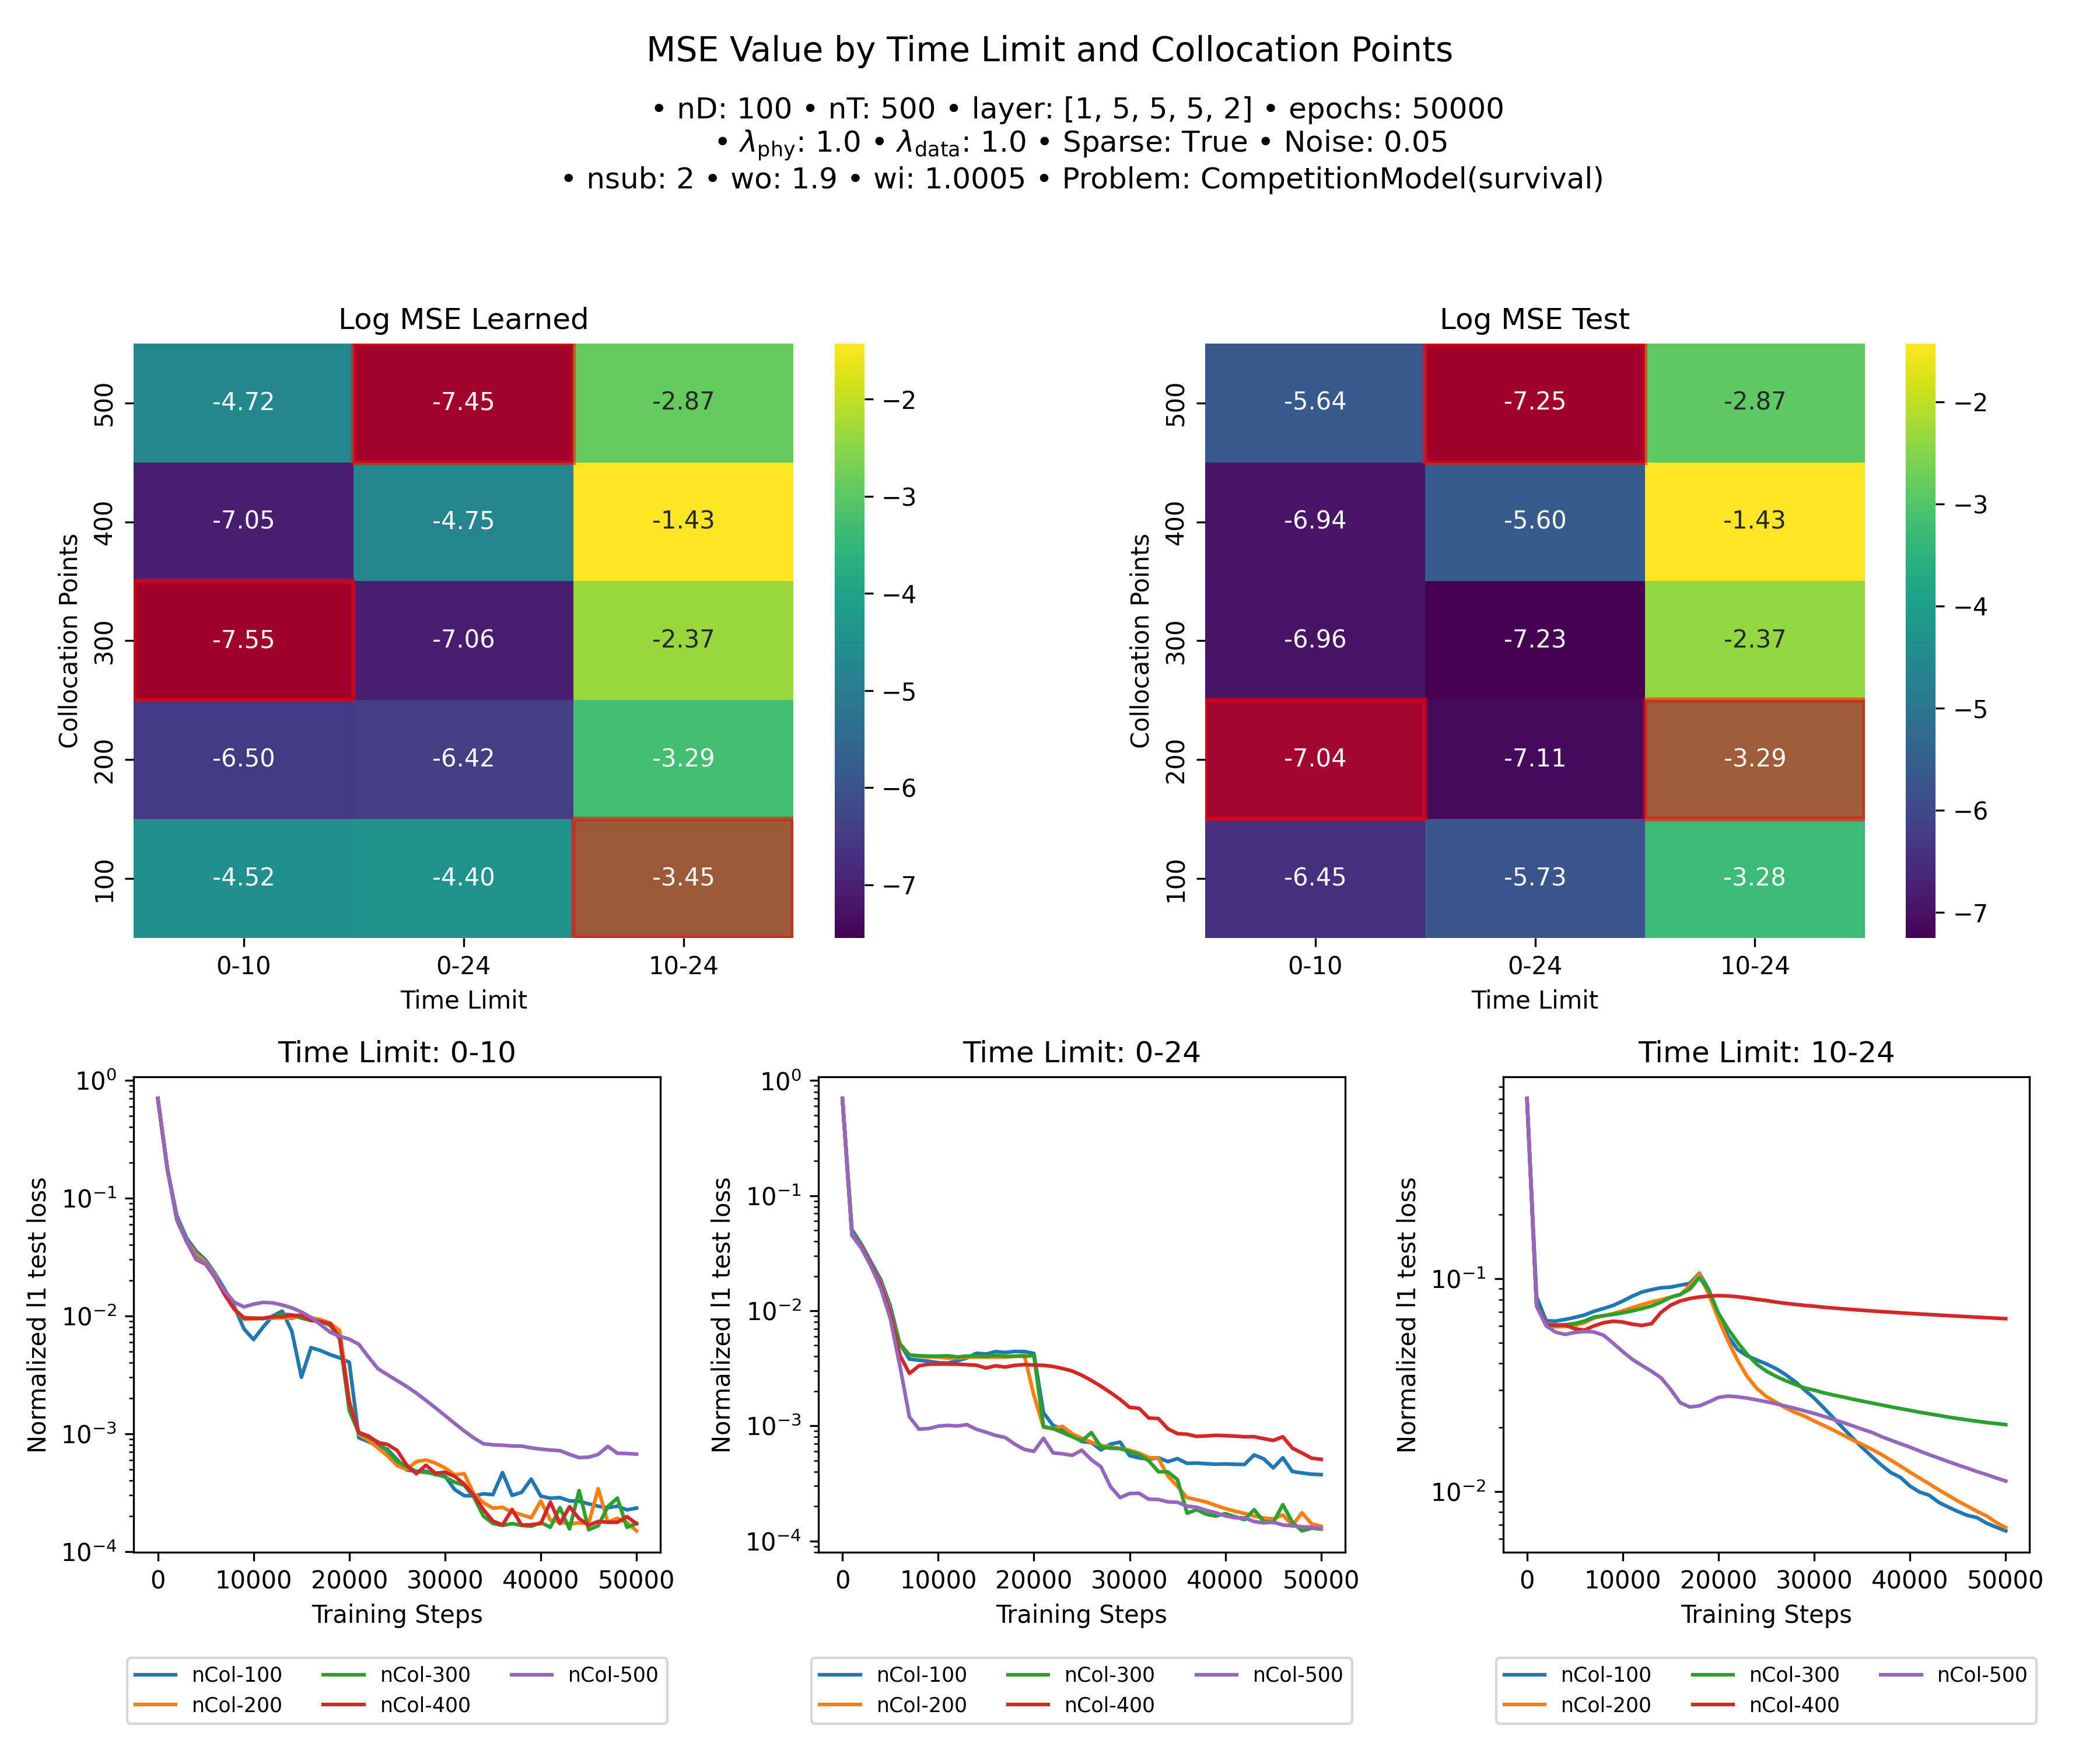 MSE Value by Time Limit and Collocation Points
• nD: 100 • nT: 500 • layer: [1, 5, 5, 5, 2] • epochs: 50000
• λphy: 1.0 • λdata: 1.0 • Sparse: True • Noise: 0.05
• nsub: 2 • wo: 1.9 • wi: 1.0005 • Problem: CompetitionModel(survival)
Log MSE Learned
Collocation Points
500
400
300
200
100
-4.72 -7.45 -2.87
-7.05 -4.75 -1.43
-7.55 -7.06 -2.37
-6.50 -6.42 -3.29
-4.52 -4.40 -3.45
0-10 0-24 10-24
Time Limit
−2
−3
−4
−5
−6
−7
Log MSE Test
Collocation Points
500
400
300
200
100
-5.64 -7.25 -2.87
-6.94 -5.60 -1.43
-6.96 -7.23 -2.37
-7.04 -7.11 -3.29
-6.45 -5.73 -3.28
0-10 0-24 10-24
Time Limit
−2
−3
−4
−5
−6
−7
Time Limit: 0-10
Normalized l1 test loss
10⁰
10⁻¹
10⁻²
10⁻³
10⁻⁴
0 10000 20000 30000 40000 50000
Training Steps
nCol-100 nCol-300 nCol-500
nCol-200 nCol-400
Time Limit: 0-24
Normalized l1 test loss
10⁰
10⁻¹
10⁻²
10⁻³
10⁻⁴
0 10000 20000 30000 40000 50000
Training Steps
nCol-100 nCol-300 nCol-500
nCol-200 nCol-400
Time Limit: 10-24
Normalized l1 test loss
10⁻¹
10⁻²
0 10000 20000 30000 40000 50000
Training Steps
nCol-100 nCol-300 nCol-500
nCol-200 nCol-400